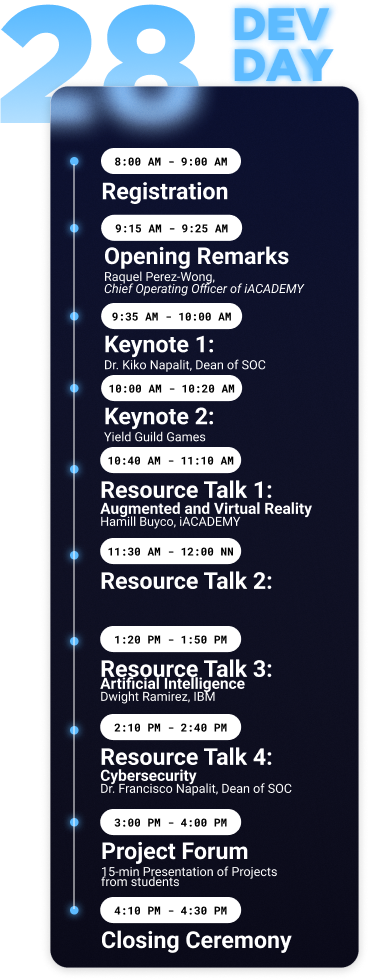 28
DEV
DAY
8:00 AM - 9:00 AM
Registration
9:15 AM - 9:25 AM
Opening Remarks
Raquel Perez-Wong,
Chief Operating Officer of iACADEMY
9:35 AM - 10:00 AM
Keynote 1:
Dr. Kiko Napalit, Dean of SOC
10:00 AM - 10:20 AM
Keynote 2:
Yield Guild Games
10:40 AM - 11:10 AM
Resource Talk 1:
Augmented and Virtual Reality
Hamill Buyco, iACADEMY
11:30 AM - 12:00 NN
Resource Talk 2:
1:20 PM - 1:50 PM
Resource Talk 3:
Artificial Intelligence
Dwight Ramirez, IBM
2:10 PM - 2:40 PM
Resource Talk 4:
Cybersecurity
Dr. Francisco Napalit, Dean of SOC
3:00 PM - 4:00 PM
Project Forum
15-min Presentation of Projects
from students
4:10 PM - 4:30 PM
Closing Ceremony